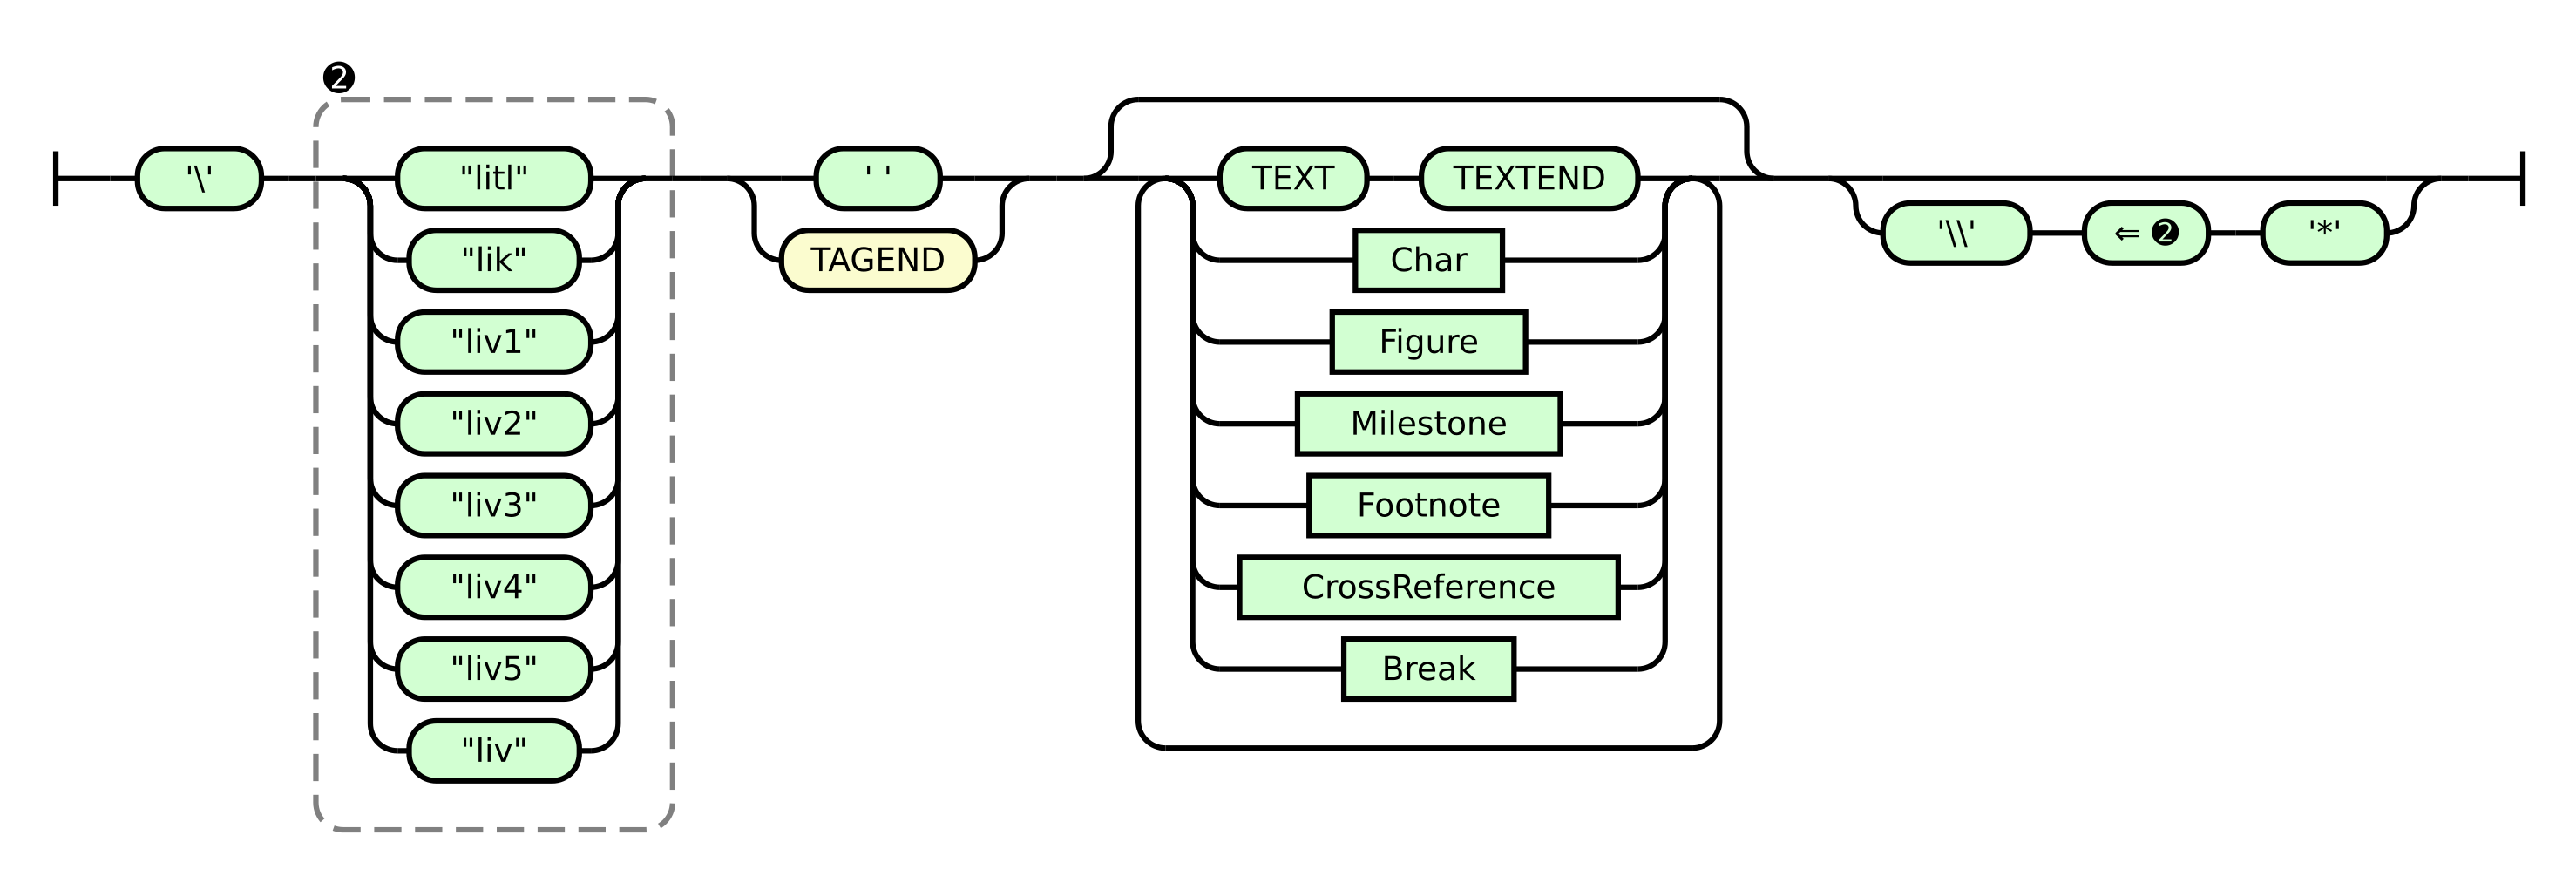 ❷
'\' "litl" ' ' TEXT TEXTEND
'\\' ⇐ ❷ '*'
"lik" TAGEND Char
"liv1" Figure
"liv2" Milestone
"liv3" Footnote
"liv4" CrossReference
"liv5" Break
"liv"